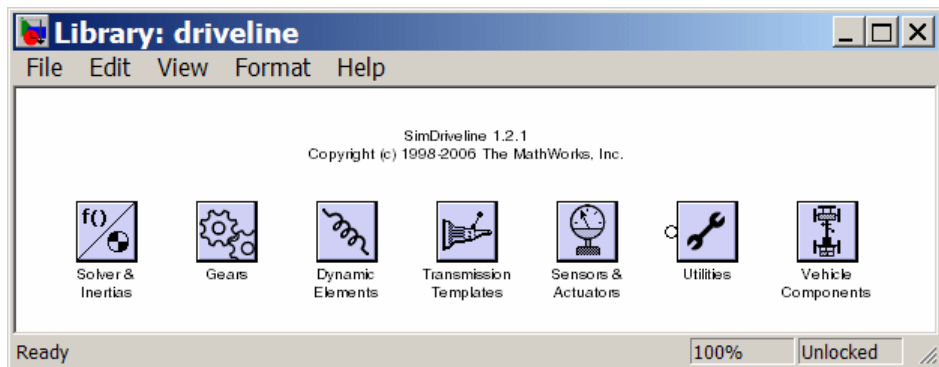 Library: driveline
File Edit View Format Help
SimDriveline 1.2.1
Copyright (c) 1998-2006 The MathWorks, Inc.
f()
Solver &
Inertias
Gears
Dynamic
Elements
Transmission
Templates
Sensors &
Actuators
Utilities
Vehicle
Components
Ready 100% Unlocked